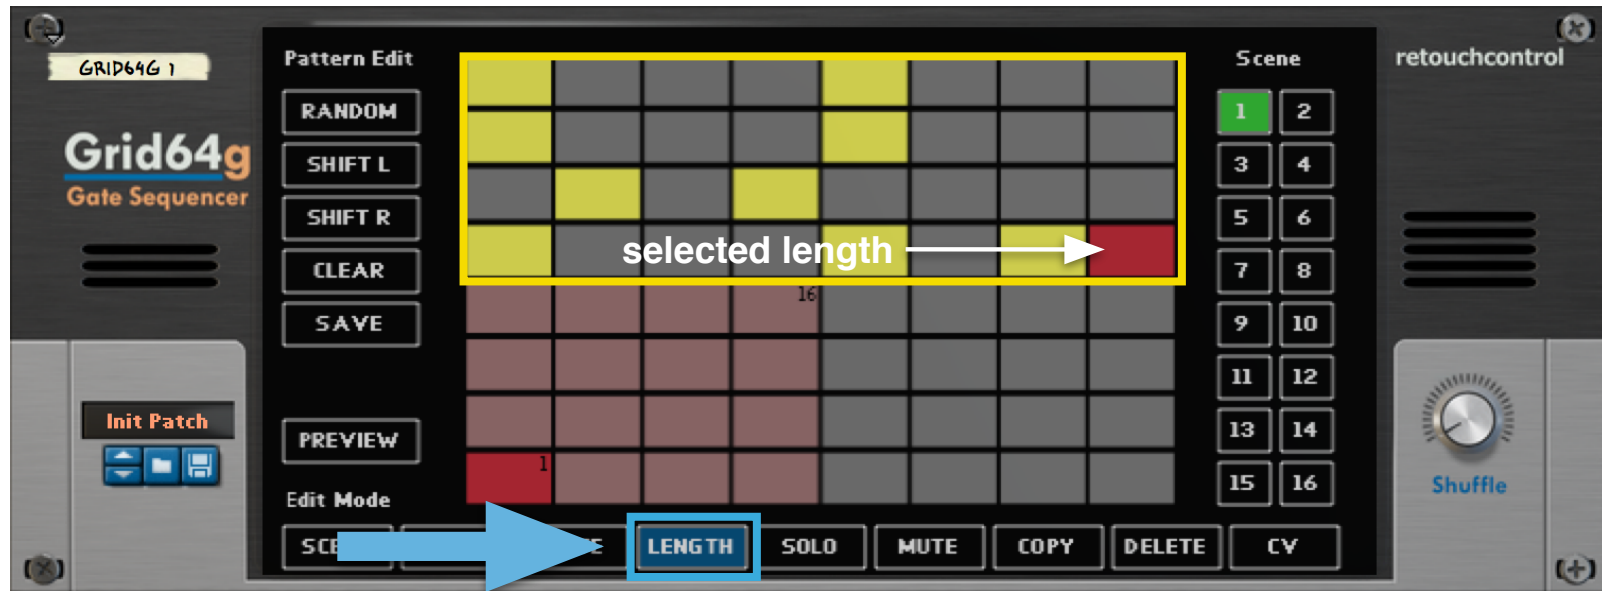 GRID64G 1
Pattern Edit
Scene
retouchcontrol
RANDOM
1 2
Grid64g
Gate Sequencer
SHIFT L
3 4
SHIFT R
5 6
selected length
CLEAR
7 8
16
SAVE
9 10
11 12
Init Patch
PREVIEW
13 14
1
15 16
Shuffle
Edit Mode
LENGTH SOLO MUTE COPY DELETE CV